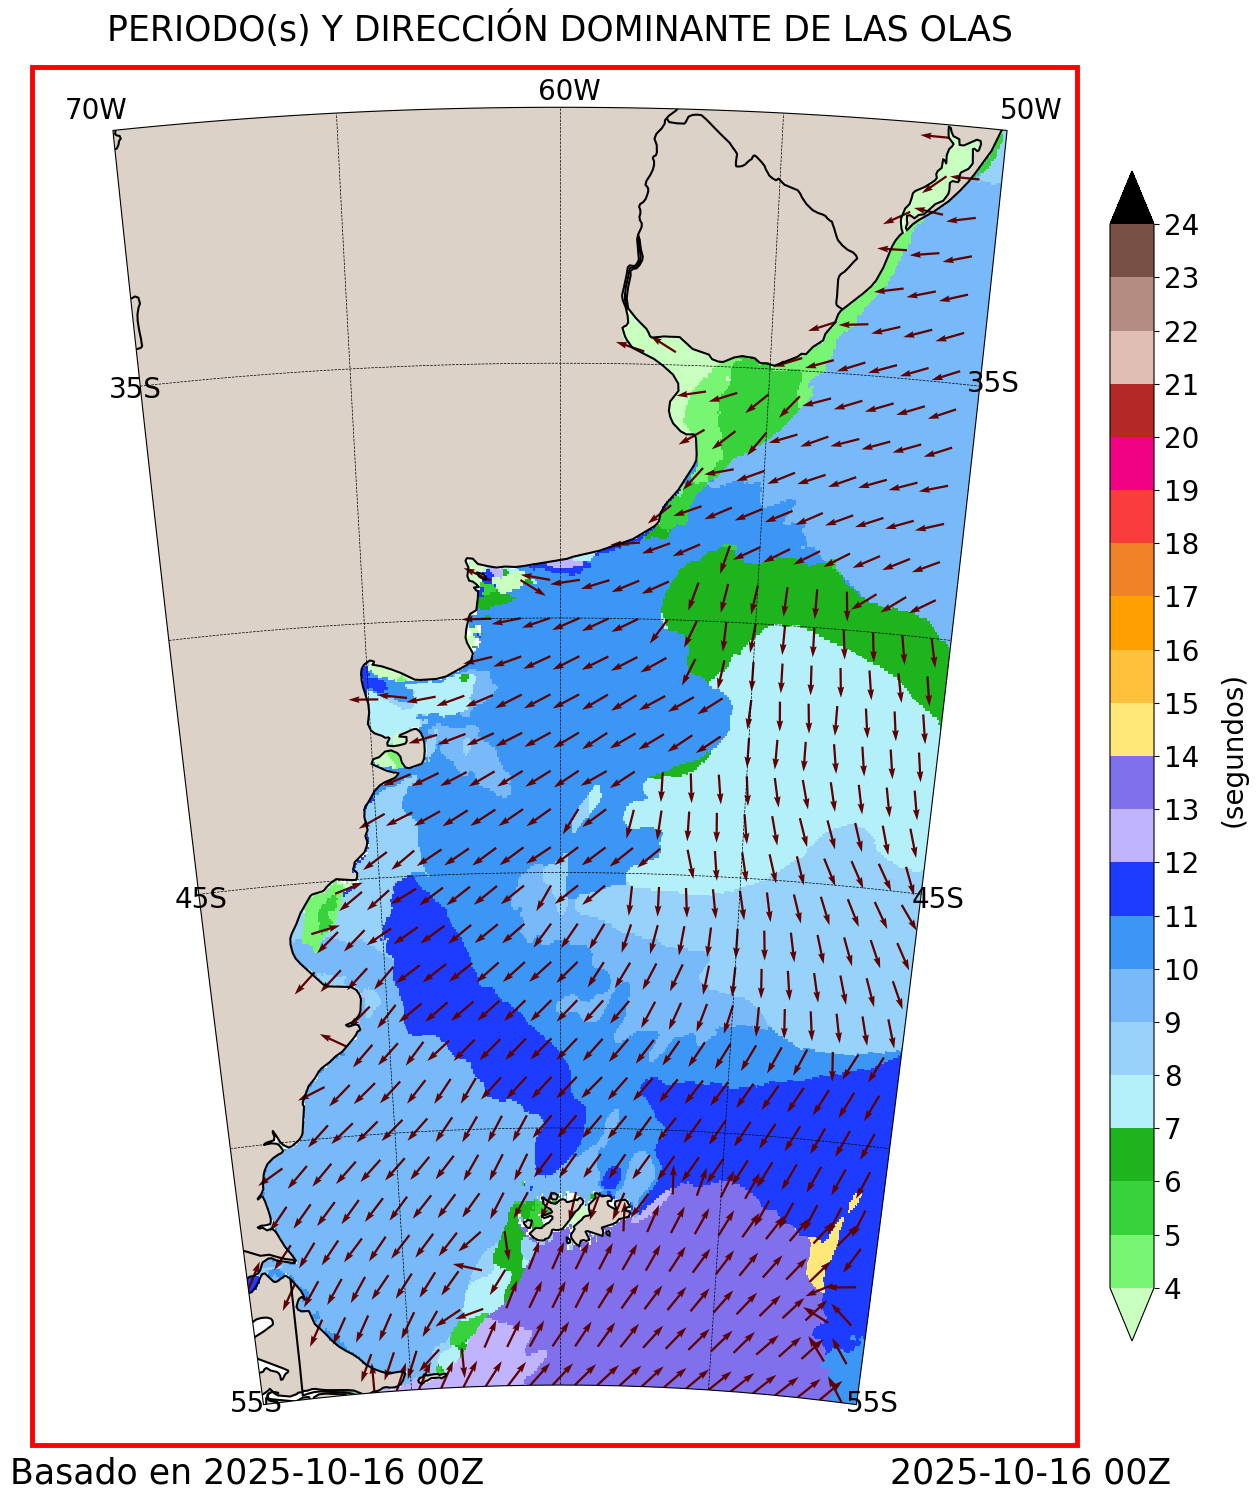 PERIODO(s) Y DIRECCIÓN DOMINANTE DE LAS OLAS
70W
60W
50W
35S
35S
45S
45S
55S
55S
24
23
22
21
20
19
18
17
16
15
14
13
12
11
10
9
8
7
6
5
4
(segundos)
Basado en 2025-10-16 00Z
2025-10-16 00Z